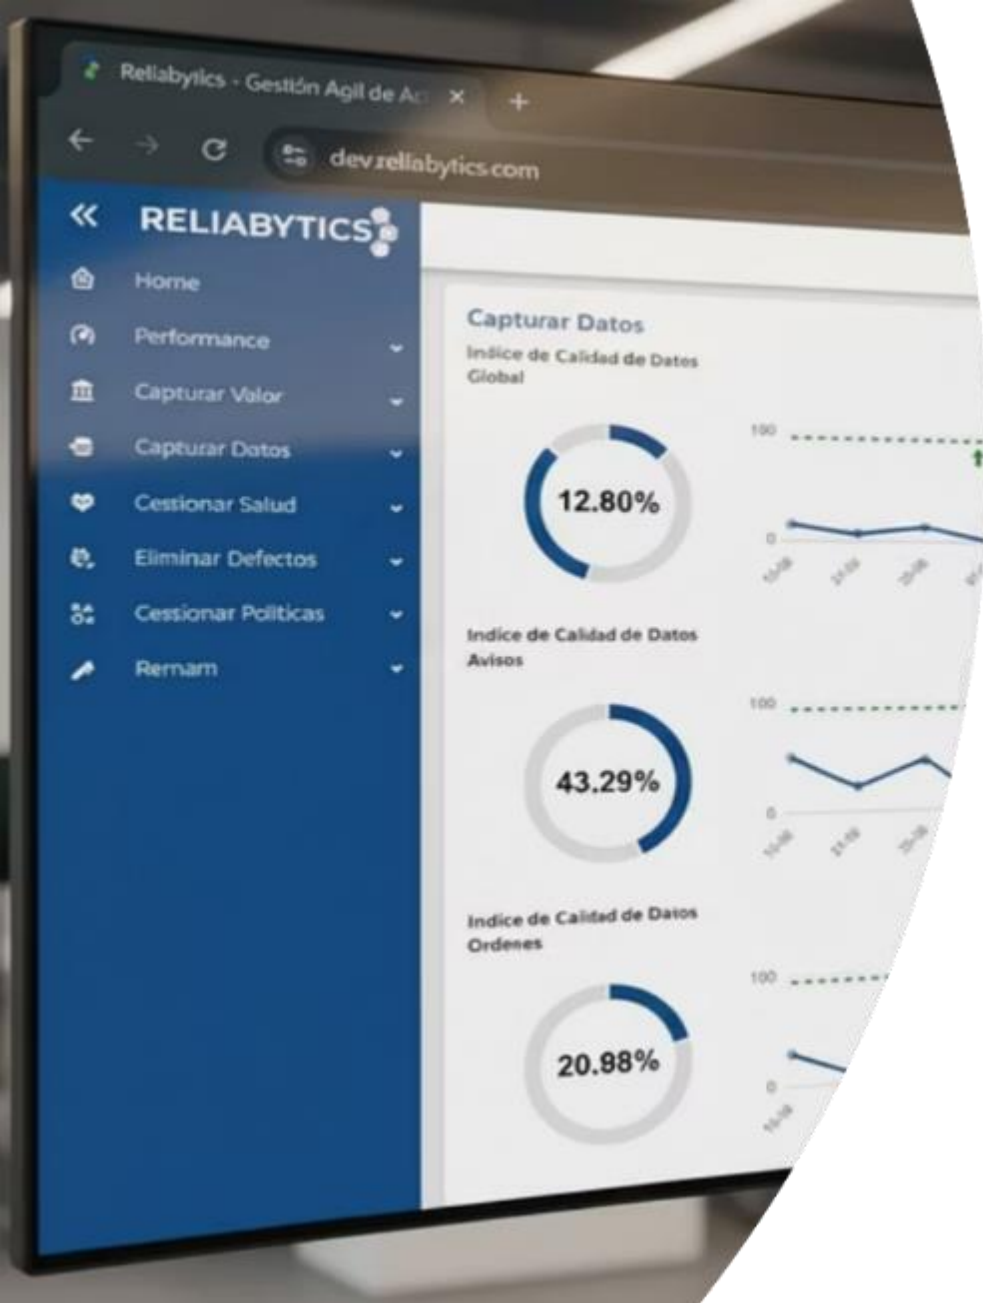 Reliabytics - Gestión Agil de Ac
dev.reliabytics.com
RELIABYTICS
Home
Performance
Capturar Valor
Capturar Datos
Cestionar Salud
Eliminar Defectos
Cessionar Politicas
Remam
Capturar Datos
Indice de Calidad de Datos
Global
12.80%
100
0
Indice de Calidad de Datos
Avisos
43.29%
100
0
Indice de Calidad de Datos
Ordenes
20.98%
100
0